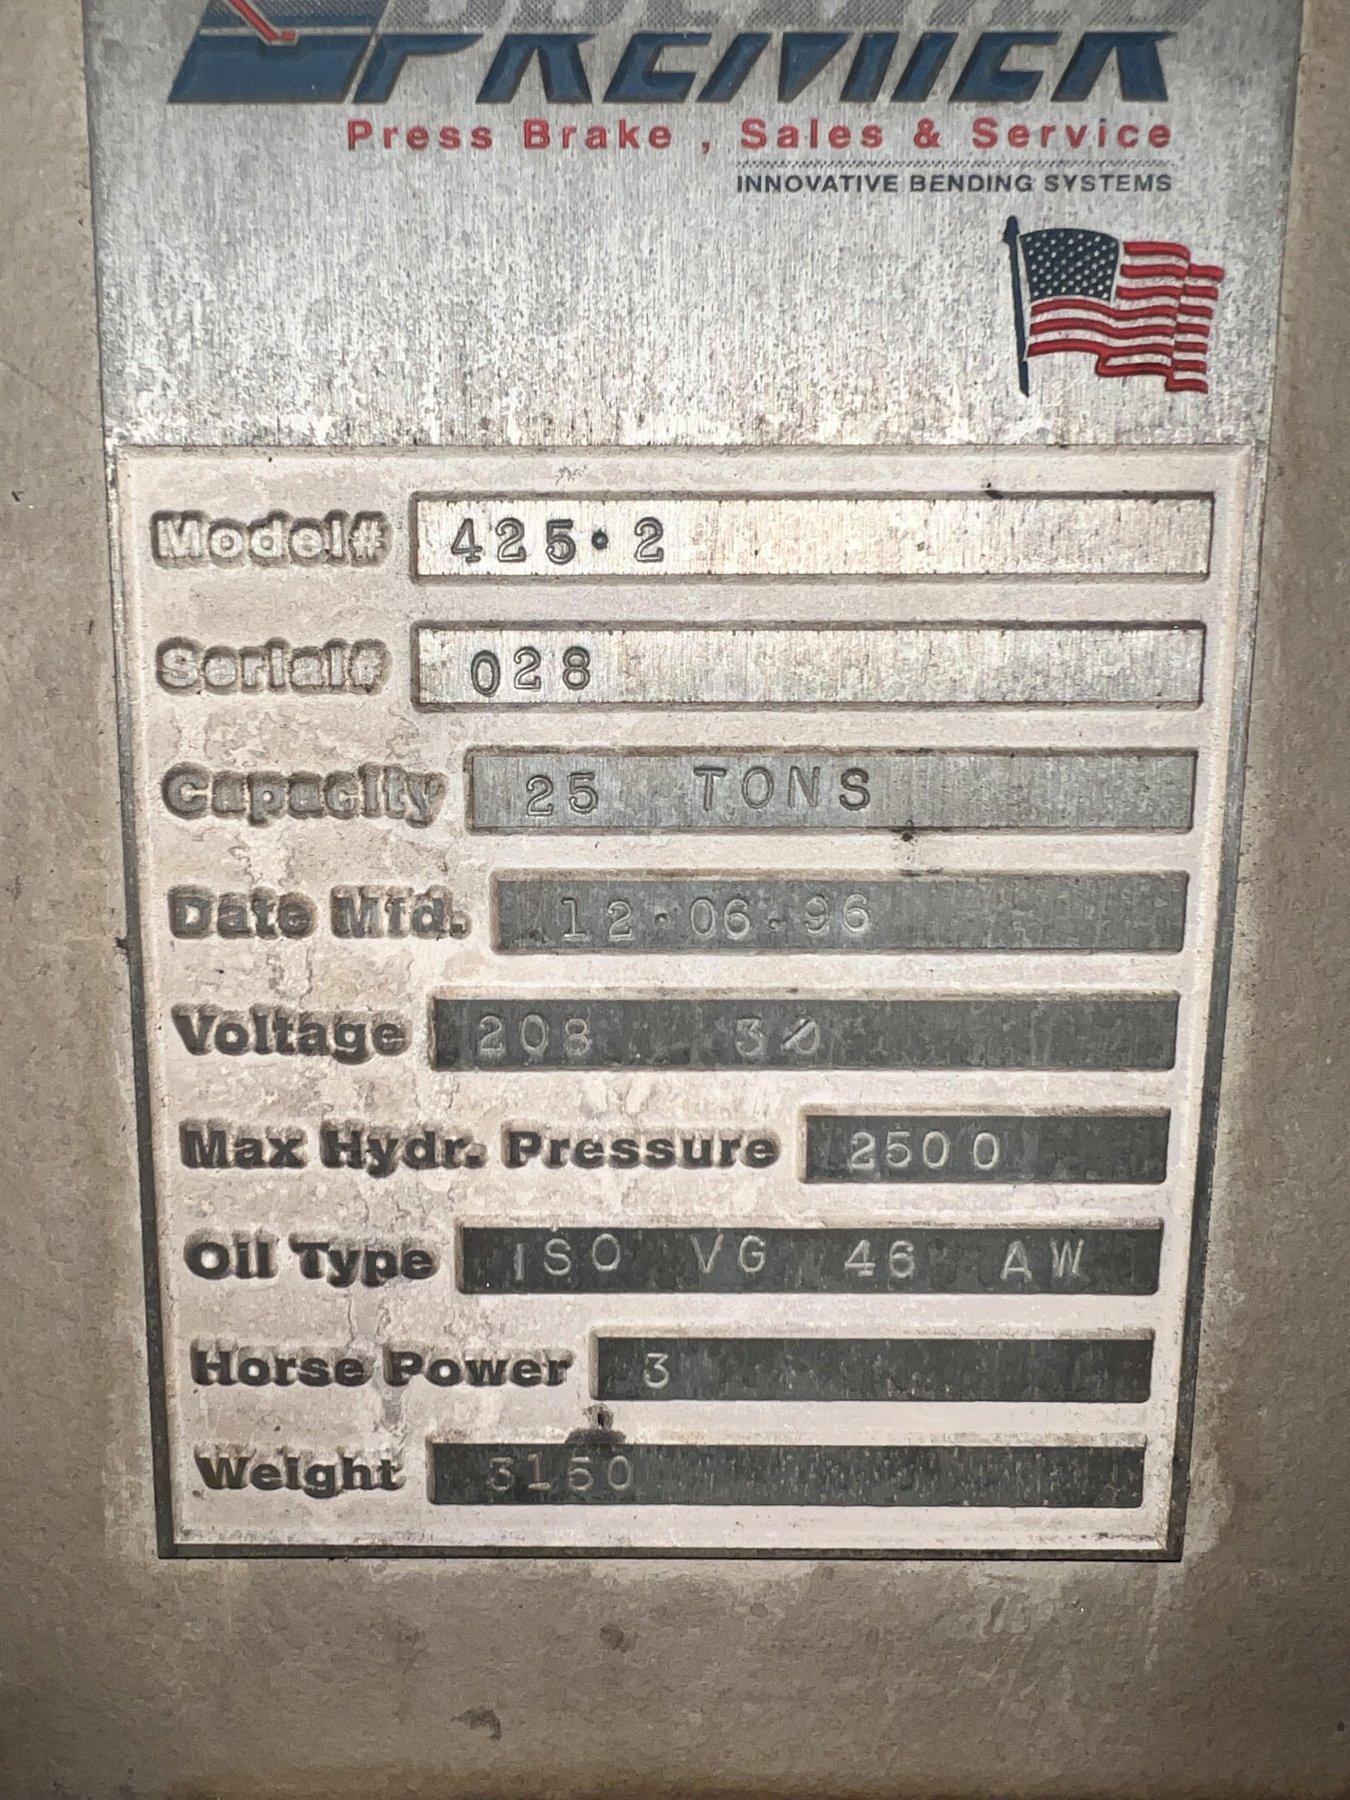 PREMIER
Press Brake, Sales & Service
INNOVATIVE BENDING SYSTEMS
Model# 425·2
Serial# 028
Capacity 25 TONS
Date Mfd. 12-06-96
Voltage 208 3Ø
Max Hydr. Pressure 2500
Oil Type ISO VG 46 AW
Horse Power 3
Weight 3150